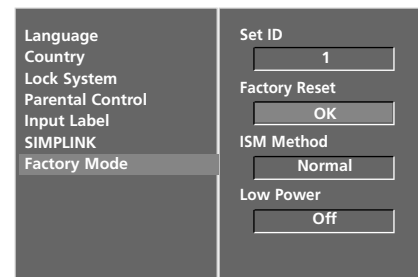 Language
Country
Lock System
Parental Control
Input Label
SIMPLINK
Factory Mode
Set ID
1
Factory Reset
OK
ISM Method
Normal
Low Power
Off